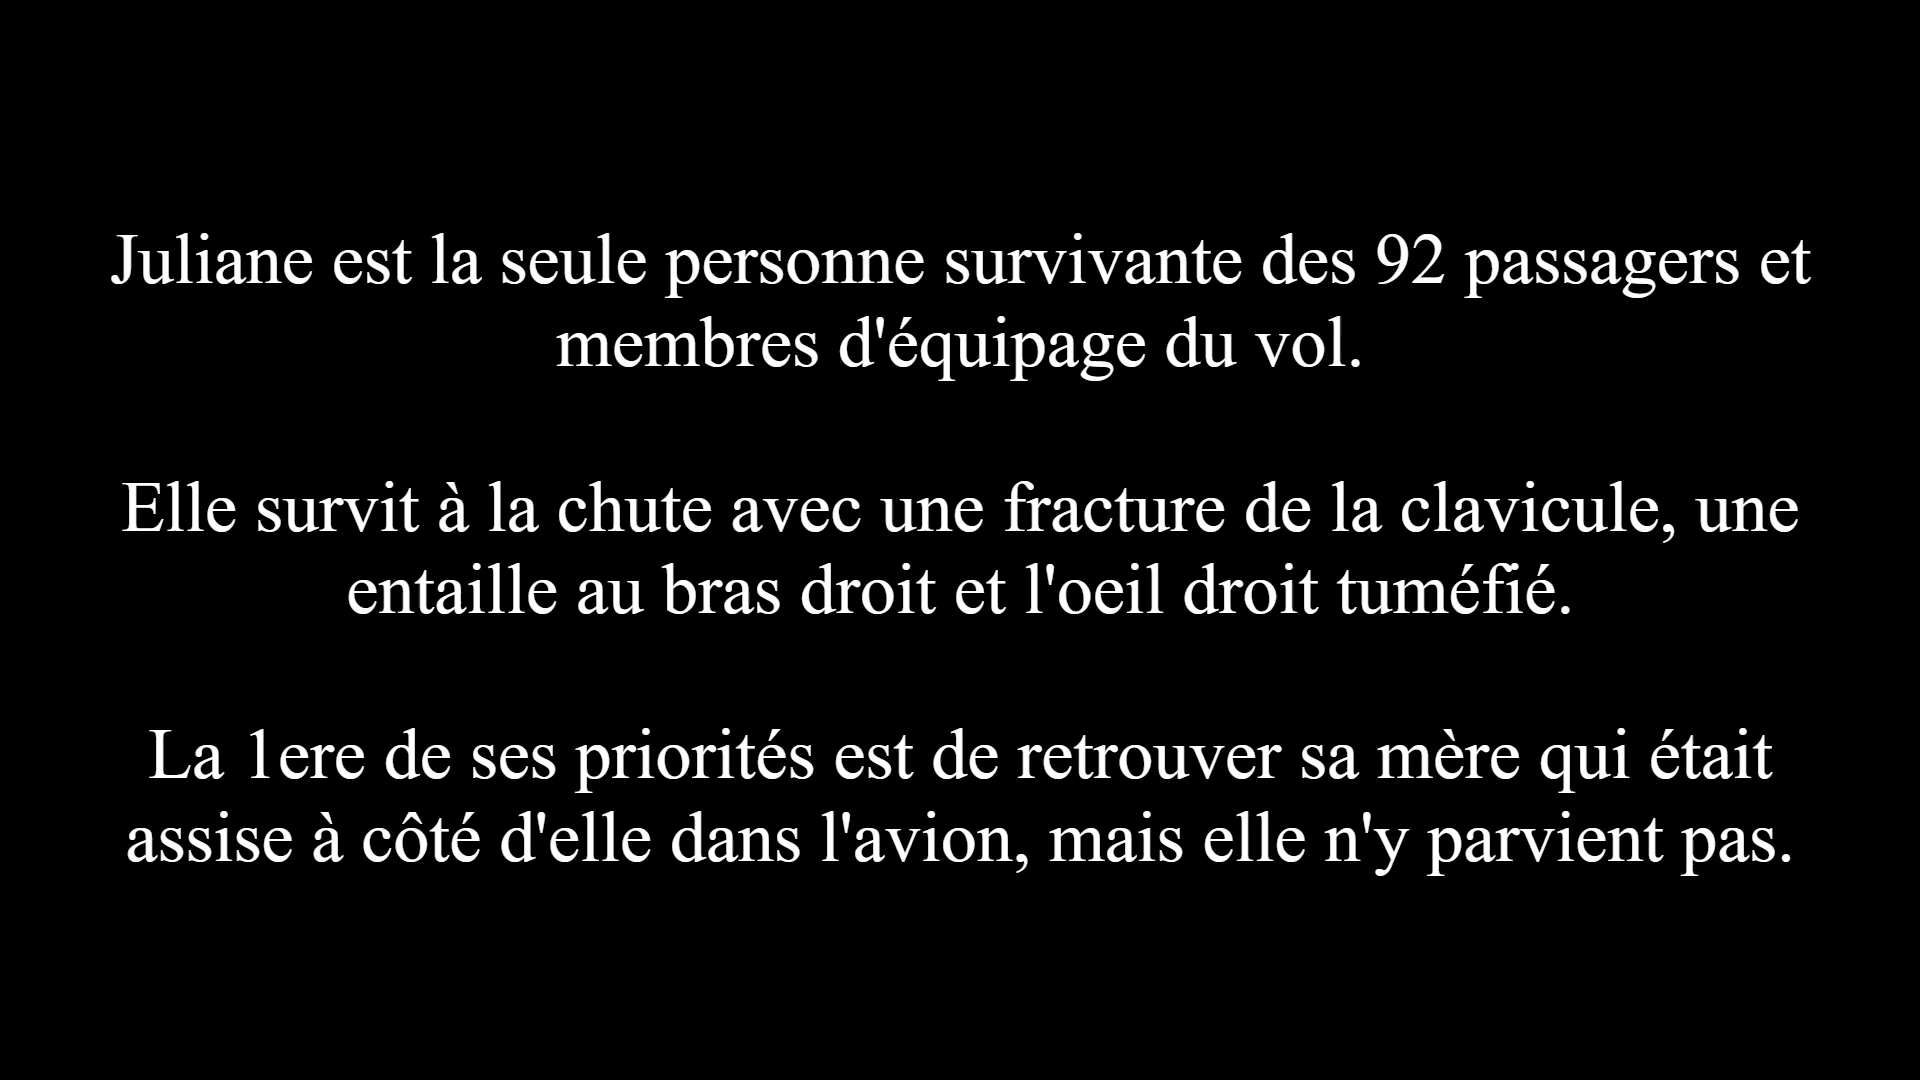 Juliane est la seule personne survivante des 92 passagers et
membres d'équipage du vol.
Elle survit à la chute avec une fracture de la clavicule, une
entaille au bras droit et l'oeil droit tuméfié.
La 1ere de ses priorités est de retrouver sa mère qui était
assise à côté d'elle dans l'avion, mais elle n'y parvient pas.